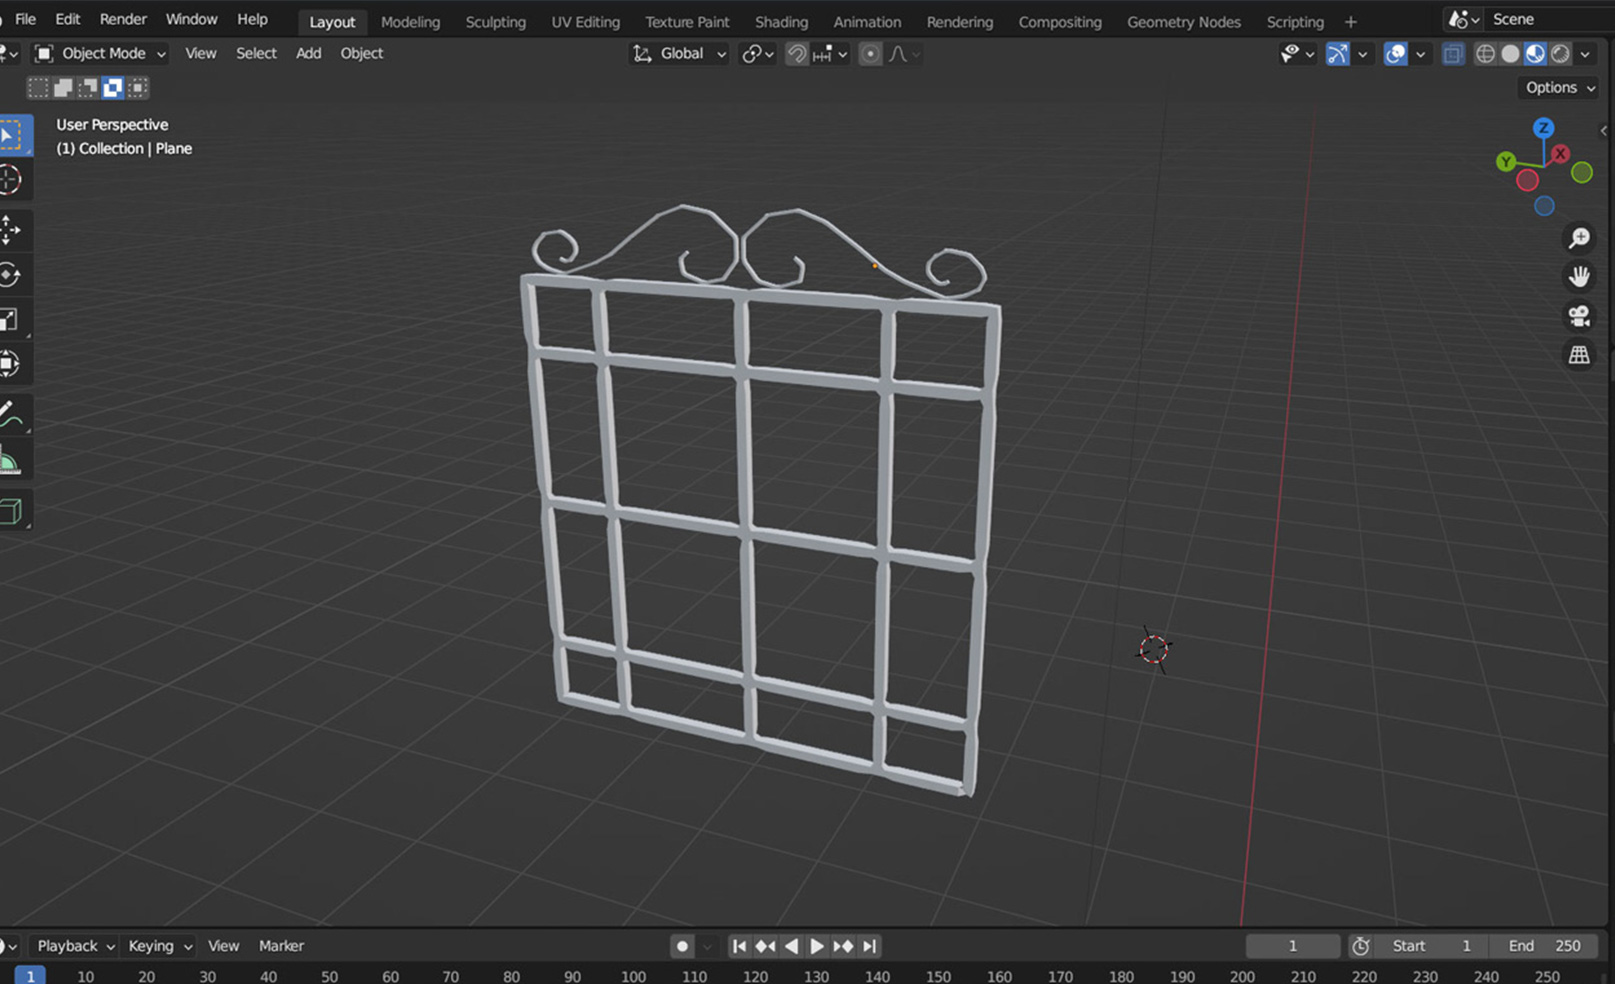 File Edit Render Window Help Layout Modeling Sculpting UV Editing Texture Paint Shading Animation Rendering Compositing Geometry Nodes Scripting + Scene
Object Mode View Select Add Object Global
Options
User Perspective
(1) Collection | Plane
Z
Y X
Playback Keying View Marker 1 Start 1 End 250
1 10 20 30 40 50 60 70 80 90 100 110 120 130 140 150 160 170 180 190 200 210 220 230 240 250